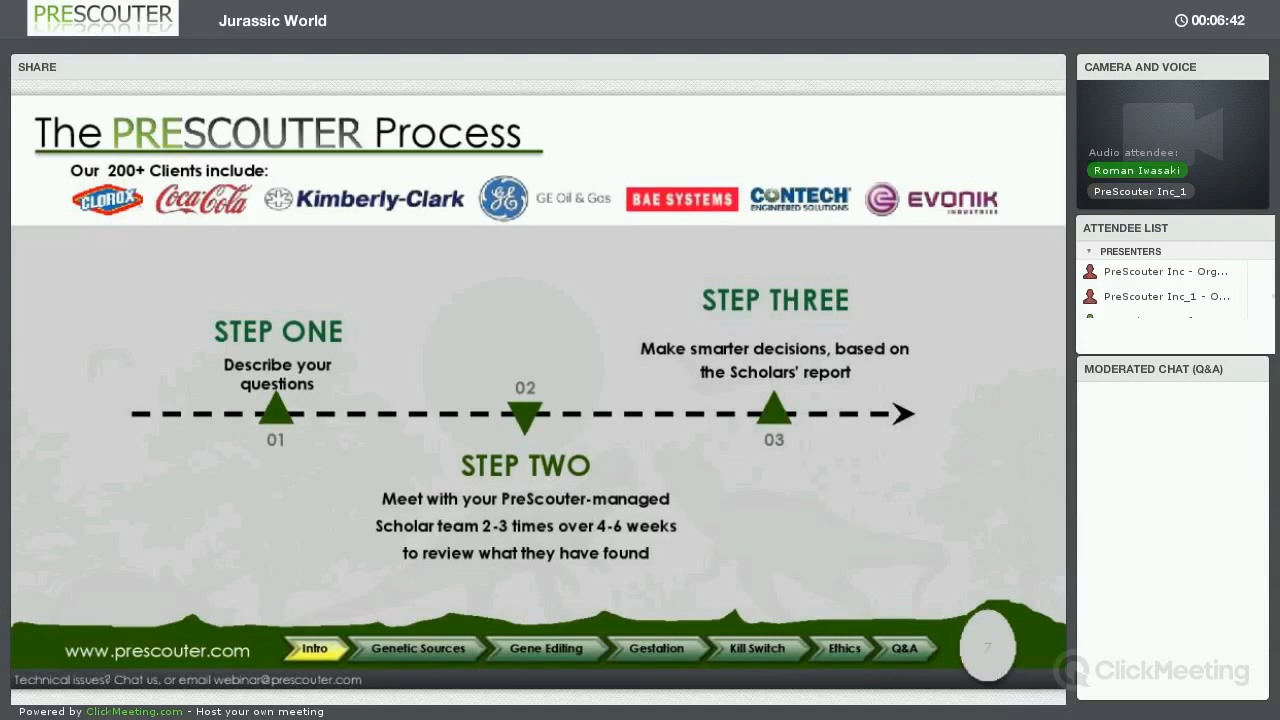 PRESCOUTER
Jurassic World
00:06:42
SHARE
The PRESCOUTER Process
Our 200+ Clients include:
CLOROX
Coca-Cola
Kimberly-Clark
GE
GE Oil & Gas
BAE SYSTEMS
CONTECH
ENGINEERED SOLUTIONS
EVONIK
INDUSTRIES
STEP ONE
Describe your
questions
01
02
STEP TWO
Meet with your PreScouter-managed
Scholar team 2-3 times over 4-6 weeks
to review what they have found
STEP THREE
Make smarter decisions, based on
the Scholars' report
03
www.prescouter.com
Intro
Genetic Sources
Gene Editing
Gestation
Kill Switch
Ethics
Q&A
7
Technical issues? Chat us, or email webinar@prescouter.com
CAMERA AND VOICE
Audio attendee:
Roman Iwasaki
PreScouter Inc_1
ATTENDEE LIST
PRESENTERS
PreScouter Inc - Org...
PreScouter Inc_1 - O...
MODERATED CHAT (Q&A)
ClickMeeting
Powered by ClickMeeting.com - Host your own meeting